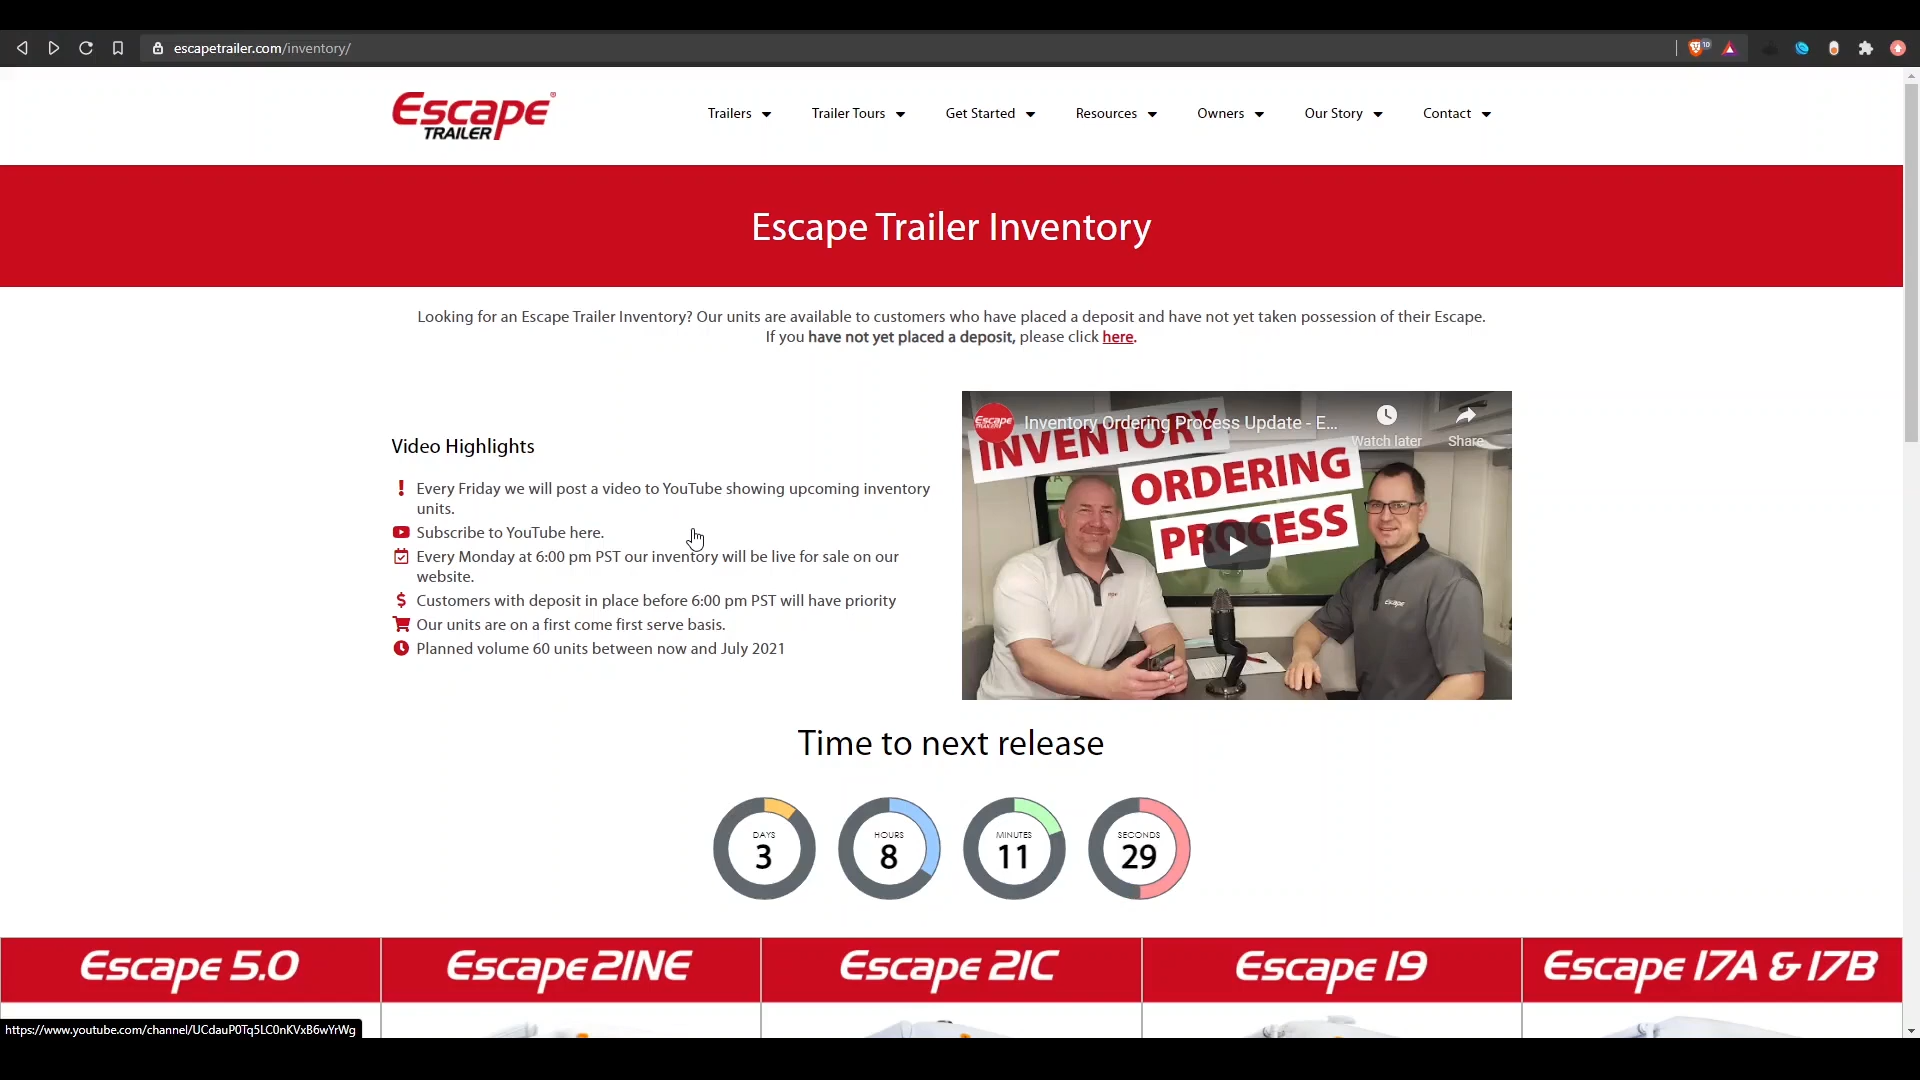 escapetrailer.com/inventory/
10
Escape
TRAILER
Trailers
Trailer Tours
Get Started
Resources
Owners
Our Story
Contact
Escape Trailer Inventory
Looking for an Escape Trailer Inventory? Our units are available to customers who have placed a deposit and have not yet taken possession of their Escape.
If you have not yet placed a deposit, please click here.
Video Highlights
Every Friday we will post a video to YouTube showing upcoming inventory
units.
Subscribe to YouTube here.
Every Monday at 6:00 pm PST our inventory will be live for sale on our
website.
Customers with deposit in place before 6:00 pm PST will have priority
Our units are on a first come first serve basis.
Planned volume 60 units between now and July 2021
Escape
Inventory Ordering Process Update - E...
Watch later
Share
INVENTORY
ORDERING
PROCESS
Escape
Time to next release
DAYS
3
HOURS
8
MINUTES
11
SECONDS
29
Escape 5.0
Escape 21NE
Escape 21C
Escape 19
Escape 17A & 17B
https://www.youtube.com/channel/UCdauP0Tq5LC0nKVxB6wYrWg